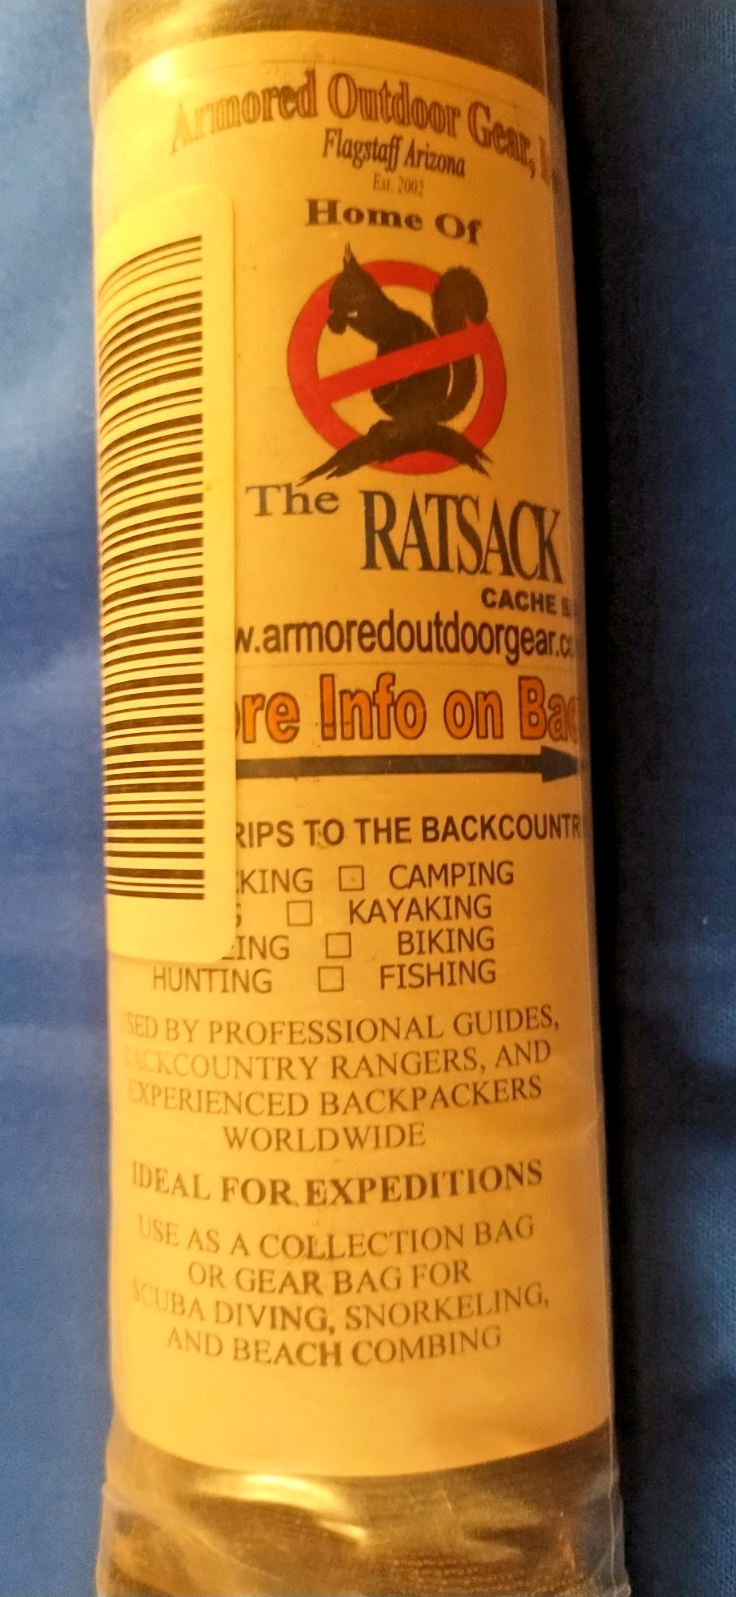 Armored Outdoor Gear,
Flagstaff Arizona
Est. 2002
Home Of
The RATSACK
CACHE
w.armoredoutdoorgear.c
re Info on Bac
RIPS TO THE BACKCOUNTR
KING □ CAMPING
□ KAYAKING
ING □ BIKING
HUNTING □ FISHING
SED BY PROFESSIONAL GUIDES,
ACKCOUNTRY RANGERS, AND
EXPERIENCED BACKPACKERS
WORLDWIDE
IDEAL FOR EXPEDITIONS
USE AS A COLLECTION BAG
OR GEAR BAG FOR
SCUBA DIVING, SNORKELING,
AND BEACH COMBING